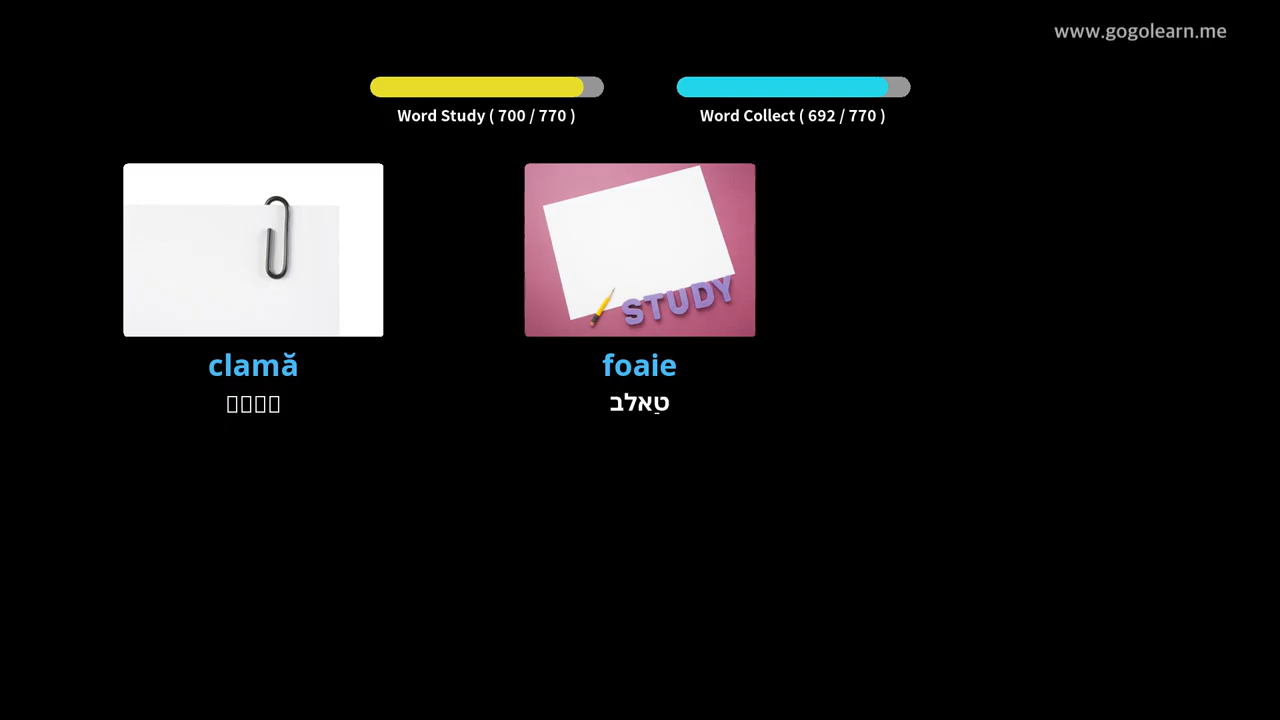 www.gogolearn.me
Word Study ( 700 / 770 )
Word Collect ( 692 / 770 )
STUDY
clamă
foaie
טַאלב